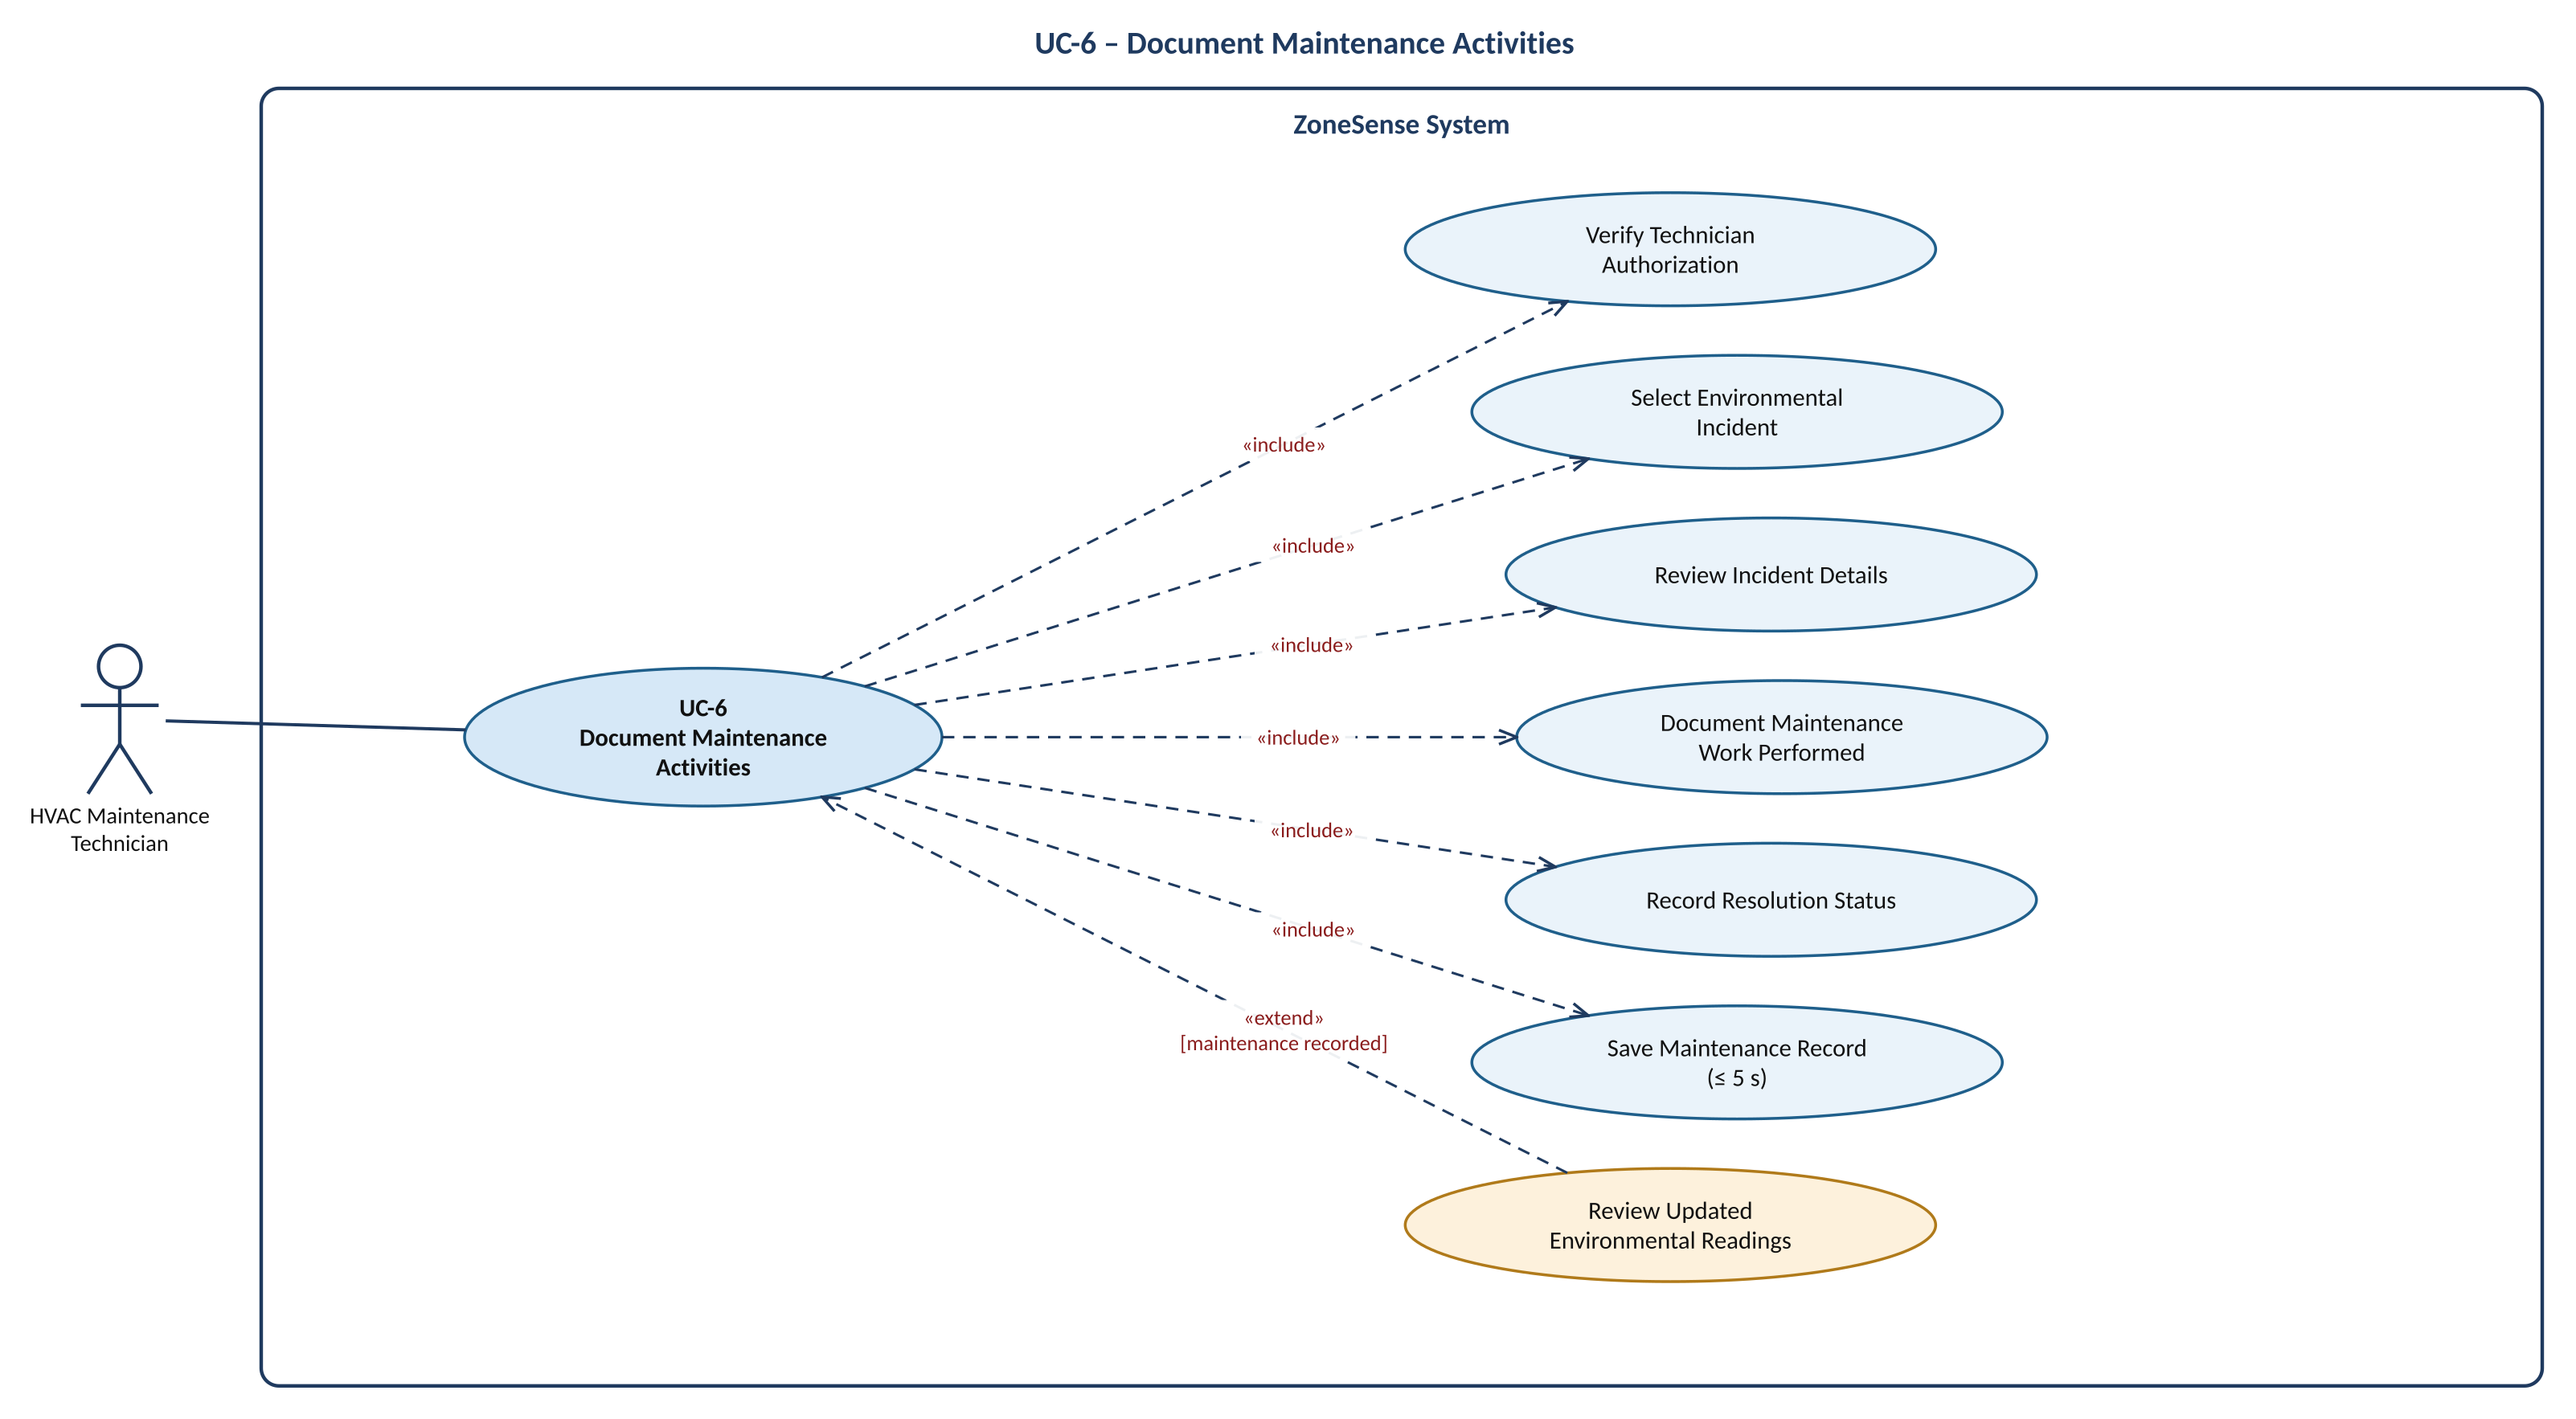 UC-6 – Document Maintenance Activities
ZoneSense System
Verify Technician
Authorization
Select Environmental
Incident
«include»
«include»
Review Incident Details
«include»
HVAC Maintenance
Technician
UC-6
Document Maintenance
Activities
«include»
Document Maintenance
Work Performed
«include»
Record Resolution Status
«include»
Save Maintenance Record
(≤ 5 s)
«extend»
[maintenance recorded]
Review Updated
Environmental Readings